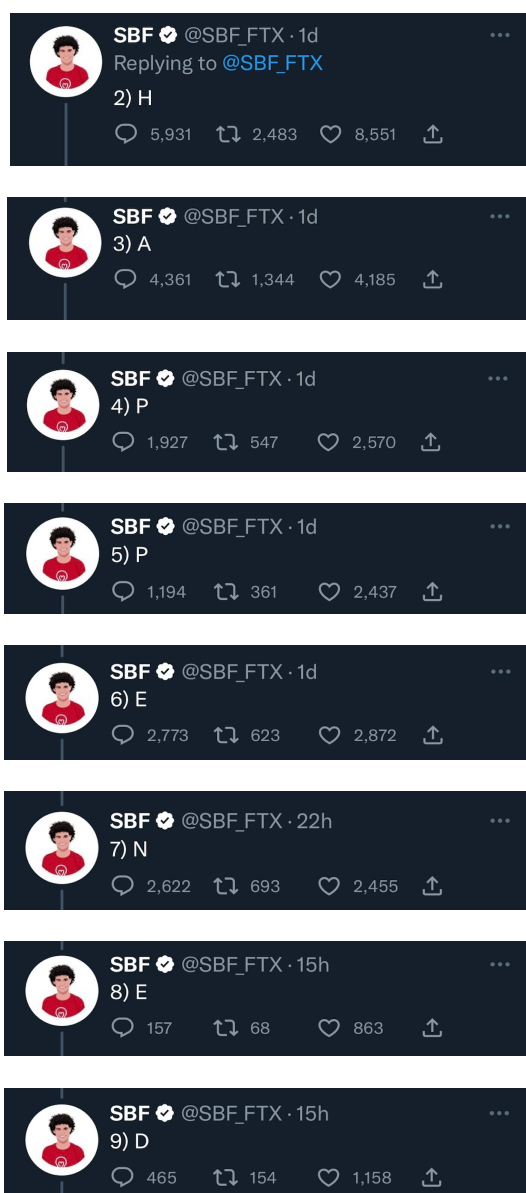 SBF @SBF_FTX · 1d
Replying to @SBF_FTX
2) H
5,931 2,483 8,551
SBF @SBF_FTX · 1d
3) A
4,361 1,344 4,185
SBF @SBF_FTX · 1d
4) P
1,927 547 2,570
SBF @SBF_FTX · 1d
5) P
1,194 361 2,437
SBF @SBF_FTX · 1d
6) E
2,773 623 2,872
SBF @SBF_FTX · 22h
7) N
2,622 693 2,455
SBF @SBF_FTX · 15h
8) E
157 68 863
SBF @SBF_FTX · 15h
9) D
465 154 1,158